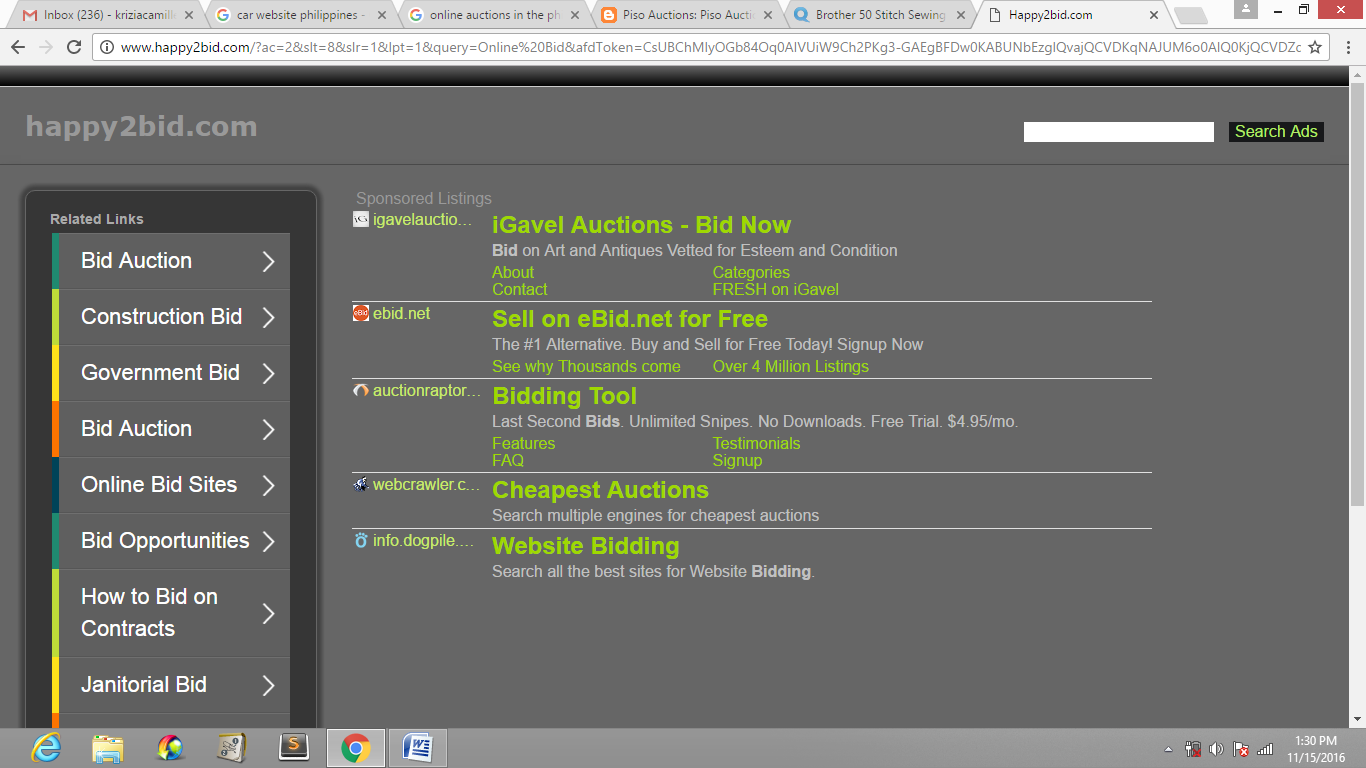 Inbox (236) - kriziacamille
car website philippines -
online auctions in the ph
Piso Auctions: Piso Aucti
Brother 50 Stitch Sewing
Happy2bid.com
www.happy2bid.com/?ac=2&slt=8&slr=1&lpt=1&query=Online%20Bid&afdToken=
happy2bid.com
Search Ads
Related Links
Bid Auction
Construction Bid
Government Bid
Bid Auction
Online Bid Sites
Bid Opportunities
How to Bid on
Contracts
Janitorial Bid
Sponsored Listings
igavelauctio...
iGavel Auctions - Bid Now
Bid on Art and Antiques Vetted for Esteem and Condition
About Categories
Contact FRESH on iGavel
ebid.net
Sell on eBid.net for Free
The #1 Alternative. Buy and Sell for Free Today! Signup Now
See why Thousands come Over 4 Million Listings
auctionraptor...
Bidding Tool
Last Second Bids. Unlimited Snipes. No Downloads. Free Trial. $4.95/mo.
Features Testimonials
FAQ Signup
webcrawler.c...
Cheapest Auctions
Search multiple engines for cheapest auctions
info.dogpile....
Website Bidding
Search all the best sites for Website Bidding.
1:30 PM
11/15/2016